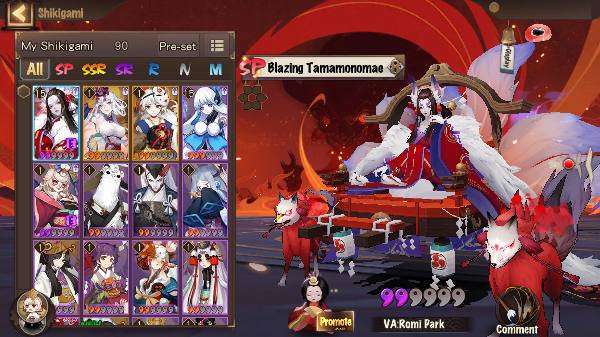 Shikigami
My Shikigami 90 Pre-set
All SP SSR SR R N M
SP Blazing Tamamonomae
Promote
VA:Romi Park
Comment